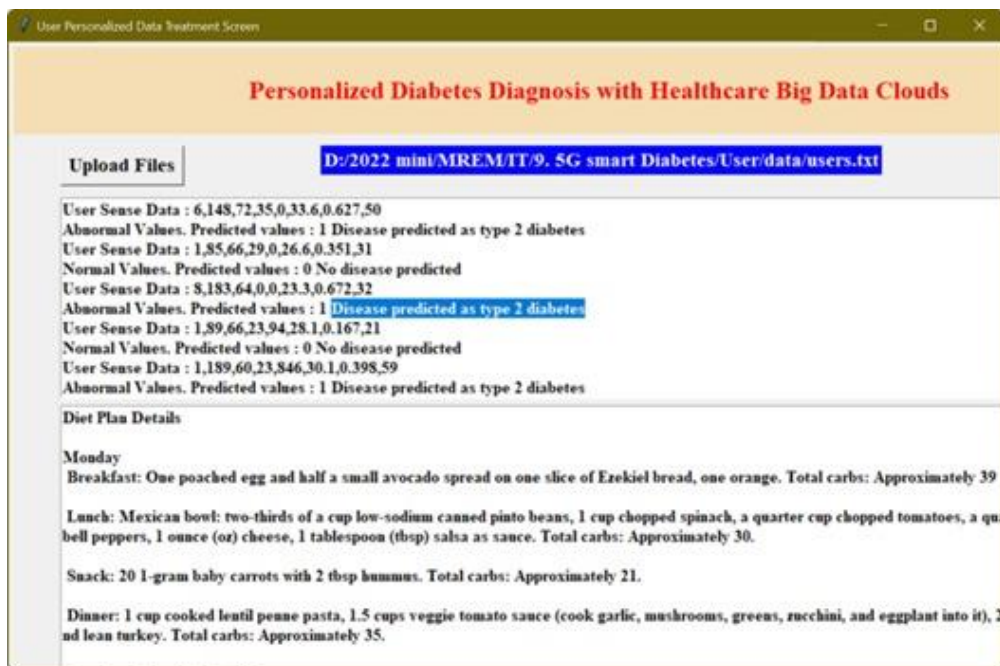 User Personalized Data Treatment Screen
Personalized Diabetes Diagnosis with Healthcare Big Data Clouds
Upload Files
D:/2022 mini/MREM/IT/9. 5G smart Diabetes/User/data/users.txt
User Sense Data : 6,148,72,35,0,33.6,0.627,50
Abnormal Values. Predicted values : 1 Disease predicted as type 2 diabetes
User Sense Data : 1,85,66,29,0,26.6,0.351,31
Normal Values. Predicted values : 0 No disease predicted
User Sense Data : 8,183,64,0,0,23.3,0.672,32
Abnormal Values. Predicted values : 1 Disease predicted as type 2 diabetes
User Sense Data : 1,89,66,23,94,28.1,0.167,21
Normal Values. Predicted values : 0 No disease predicted
User Sense Data : 1,189,60,23,846,30.1,0.398,59
Abnormal Values. Predicted values : 1 Disease predicted as type 2 diabetes
Diet Plan Details
Monday
Breakfast: One poached egg and half a small avocado spread on one slice of Ezekiel bread, one orange. Total carbs: Approximately 39
Lunch: Mexican bowl: two-thirds of a cup low-sodium canned pinto beans, 1 cup chopped spinach, a quarter cup chopped tomatoes, a qu
bell peppers, 1 ounce (oz) cheese, 1 tablespoon (tbsp) salsa as sauce. Total carbs: Approximately 30.
Snack: 20 1-gram baby carrots with 2 tbsp hummus. Total carbs: Approximately 21.
Dinner: 1 cup cooked lentil penne pasta, 1.5 cups veggie tomato sauce (cook garlic, mushrooms, greens, zucchini, and eggplant into it), 2
nd lean turkey. Total carbs: Approximately 35.